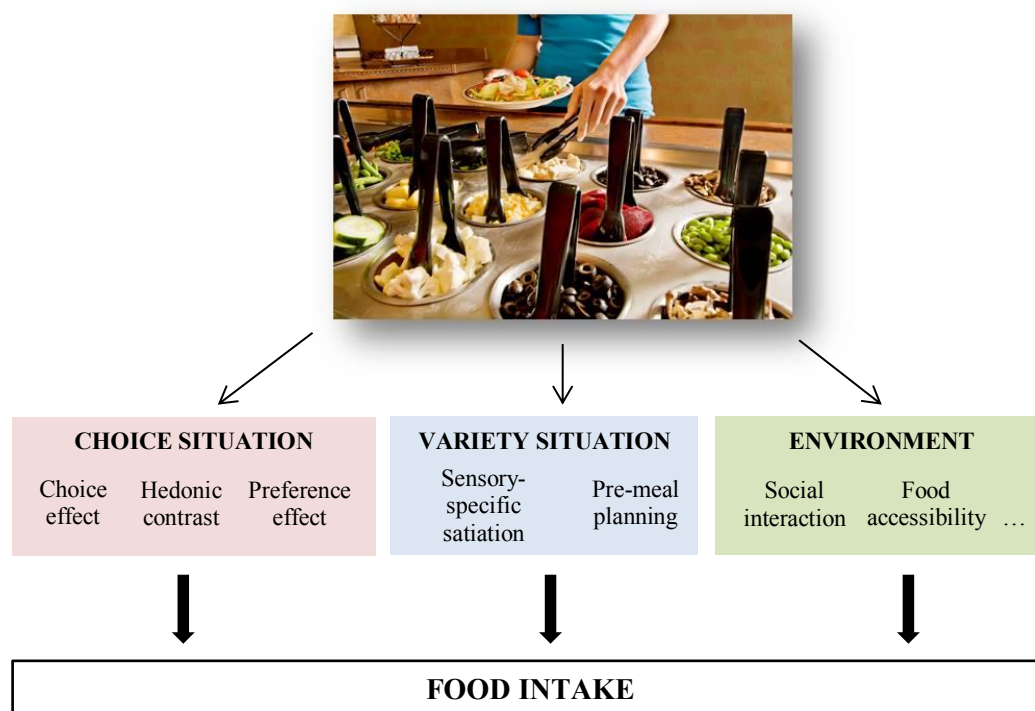 CHOICE SITUATION
Choice
effect
Hedonic
contrast
Preference
effect
VARIETY SITUATION
Sensory-
specific
satiation
Pre-meal
planning
ENVIRONMENT
Social
interaction
Food
accessibility
…
FOOD INTAKE